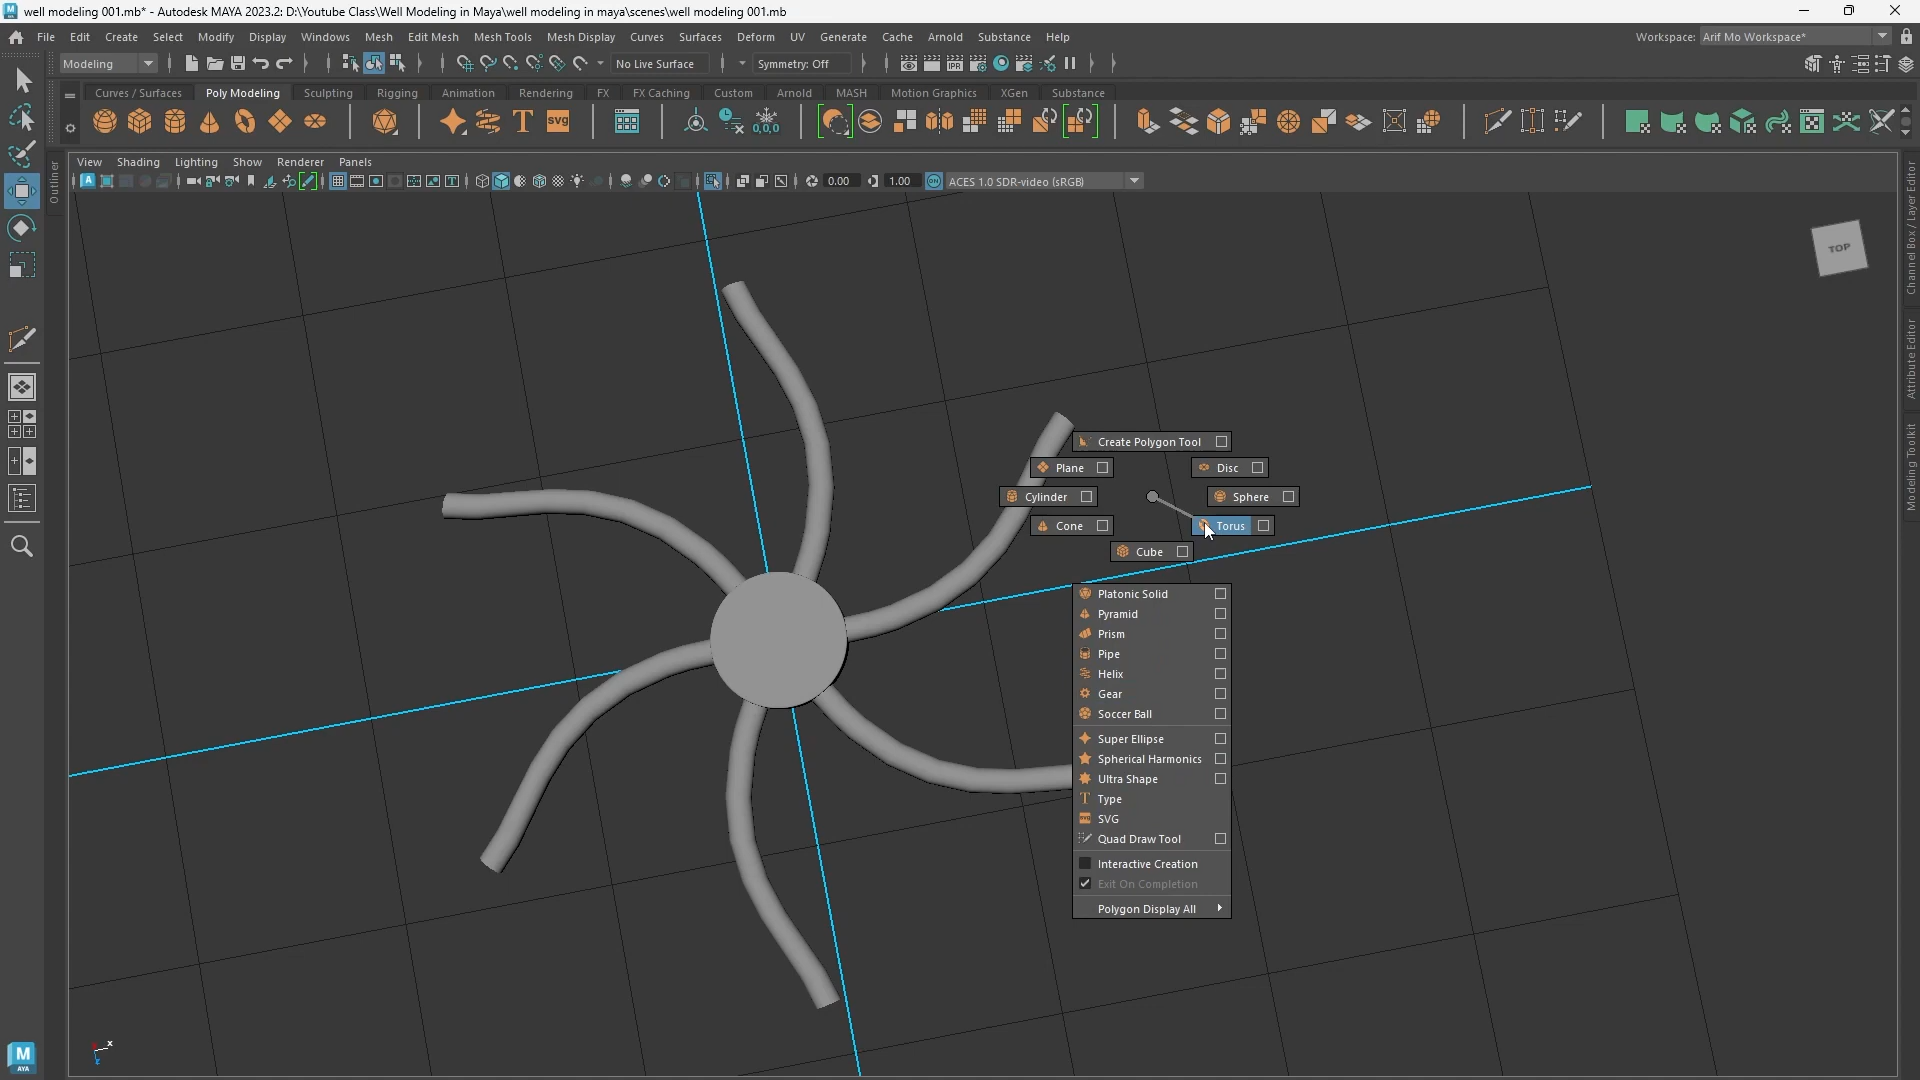 well modeling 001.mb* - Autodesk MAYA 2023.2: D:\Youtube Class\Well Modeling in Maya\well modeling in maya\scenes\well modeling 001.mb
File Edit Create Select Modify Display Windows Mesh Edit Mesh Mesh Tools Mesh Display Curves Surfaces Deform UV Generate Cache Arnold Substance Help Workspace: Arif Mo Workspace*
Modeling No Live Surface Symmetry: Off
Curves / Surfaces Poly Modeling Sculpting Rigging Animation Rendering FX FX Caching Custom Arnold MASH Motion Graphics XGen Substance
T SVG 0,0,0
View Shading Lighting Show Renderer Panels
0.00 1.00 ACES 1.0 SDR-video (sRGB)
Outliner
Channel Box / Layer Editor
Attribute Editor
Modeling Toolkit
TOP
Create Polygon Tool
Plane Disc
Cylinder Sphere
Cone Torus
Cube
Platonic Solid
Pyramid
Prism
Pipe
Helix
Gear
Soccer Ball
Super Ellipse
Spherical Harmonics
Ultra Shape
Type
SVG
Quad Draw Tool
Interactive Creation
Exit On Completion
Polygon Display All
x
M
AYA